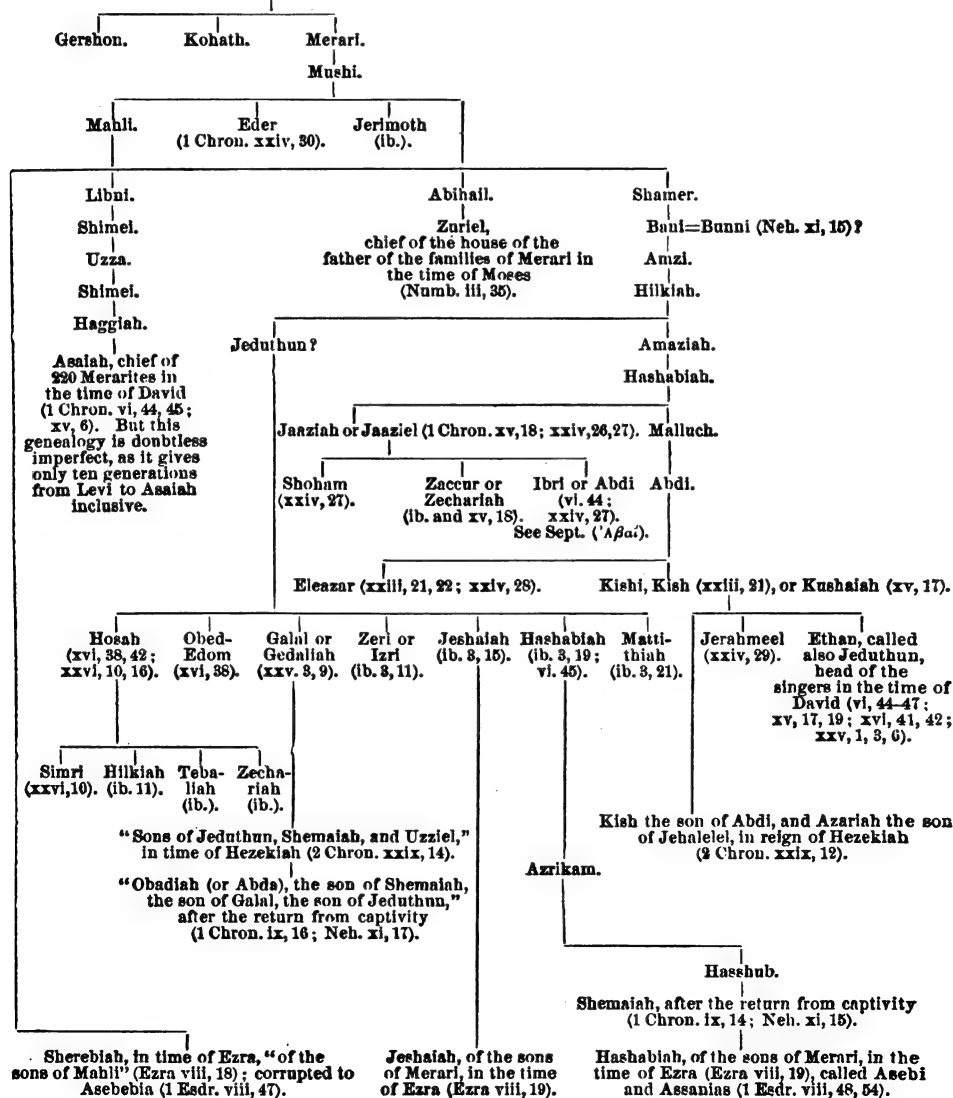 Gershon. Kohath. Merari.
Mushi.
Mahli. Eder Jerimoth
(1 Chron. xxiv, 30). (ib.).
Libni. Abihail. Shamer.
Shimei. Zuriel, Bani=Bunni (Neh. xi, 15)?
chief of the house of the
Uzza. father of the families of Merari in Amzi.
the time of Moses
Shimei. (Numb. iii, 35). Hilkiah.
Haggiah.
Jeduthun? Amaziah.
Asaiah, chief of
220 Merarites in Hashabiah.
the time of David
(1 Chron. vi, 44, 45;
xv, 6). But this Jaaziah or Jaaziel (1 Chron. xv, 18; xxiv, 26, 27). Malluch.
genealogy is doubtless
imperfect, as it gives
only ten generations
from Levi to Asaiah
inclusive.
Shoham Zaccur or Ibri or Abdi Abdi.
(xxiv, 27). Zechariah (vi. 44;
(ib. and xv, 18). xxiv, 27).
See Sept. (Ἀβαί).
Eleazar (xxiii, 21, 22; xxiv, 28). Kishi, Kish (xxiii, 21), or Kushaiah (xv, 17).
Hosah Obed- Galal or Zeri or Jeshaiah Hashabiah Matti- Jerahmeel Ethan, called
(xvi, 38, 42; Edom Gedaliah Izri (ib. 3, 15). (ib. 3, 19; thiah (xxiv, 29). also Jeduthun,
xxvi, 10, 16). (xvi, 38). (xxv. 3, 9). (ib. 3, 11). vi. 45). (ib. 3, 21). head of the
singers in the time of
David (vi, 44-47;
xv, 17, 19; xvi, 41, 42;
xxv, 1, 3, 6).
Simri Hilkiah Teba- Zecha-
(xxvi, 10). (ib. 11). liah riah
(ib.). (ib.).
Kish the son of Abdi, and Azariah the son
of Jehalelel, in reign of Hezekiah
(2 Chron. xxix, 12).
"Sons of Jeduthun, Shemaiah, and Uzziel,"
in time of Hezekiah (2 Chron. xxix, 14).
Azrikam.
"Obadiah (or Abda), the son of Shemaiah,
the son of Galal, the son of Jeduthun,"
after the return from captivity
(1 Chron. ix, 16; Neh. xi, 17).
Hasshub.
Shemaiah, after the return from captivity
(1 Chron. ix, 14; Neh. xi, 15).
Sherebiah, in time of Ezra, "of the
sons of Mahli" (Ezra viii, 18); corrupted to
Asebebia (1 Esdr. viii, 47).
Jeshaiah, of the sons
of Merari, in the time
of Ezra (Ezra viii, 19).
Hashabiah, of the sons of Merari, in the
time of Ezra (Ezra viii, 19), called Asebi
and Assanias (1 Esdr. viii, 48, 54).